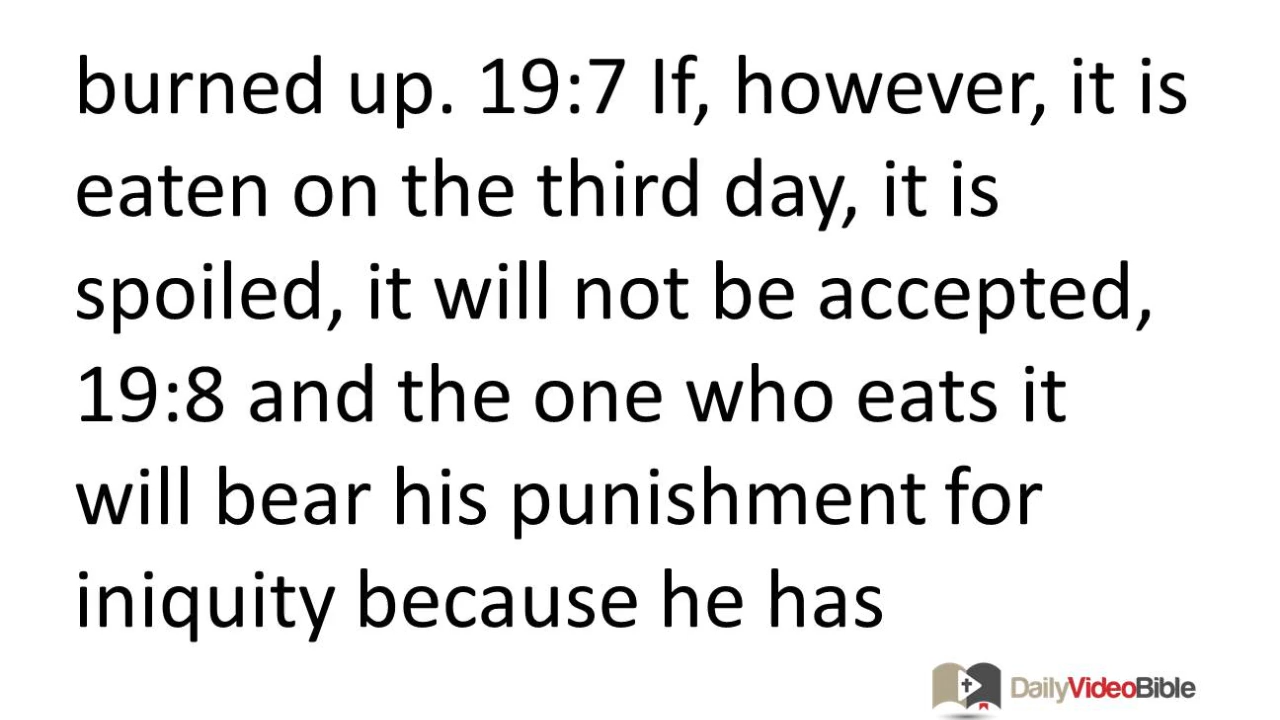 burned up. 19:7 If, however, it is
eaten on the third day, it is
spoiled, it will not be accepted,
19:8 and the one who eats it
will bear his punishment for
iniquity because he has
DailyVideoBible